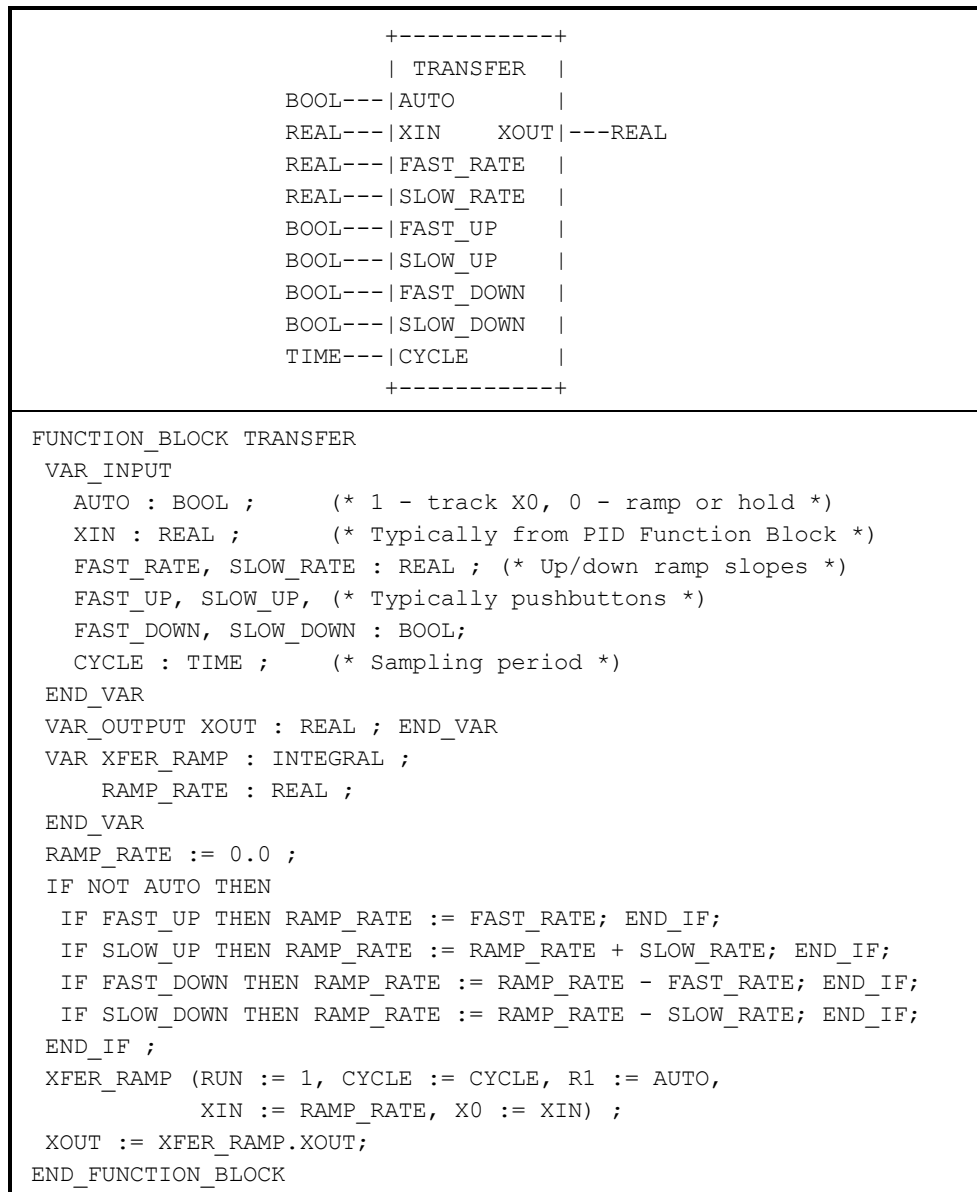 +-----------+
| TRANSFER  |
BOOL---|AUTO       |
REAL---|XIN    XOUT|---REAL
REAL---|FAST_RATE  |
REAL---|SLOW_RATE  |
BOOL---|FAST_UP    |
BOOL---|SLOW_UP    |
BOOL---|FAST_DOWN  |
BOOL---|SLOW_DOWN  |
TIME---|CYCLE      |
+-----------+
FUNCTION_BLOCK TRANSFER
VAR_INPUT
AUTO : BOOL ;      (* 1 - track X0, 0 - ramp or hold *)
XIN : REAL ;       (* Typically from PID Function Block *)
FAST_RATE, SLOW_RATE : REAL ; (* Up/down ramp slopes *)
FAST_UP, SLOW_UP, (* Typically pushbuttons *)
FAST_DOWN, SLOW_DOWN : BOOL;
CYCLE : TIME ;     (* Sampling period *)
END_VAR
VAR_OUTPUT XOUT : REAL ; END_VAR
VAR XFER_RAMP : INTEGRAL ;
RAMP_RATE : REAL ;
END_VAR
RAMP_RATE := 0.0 ;
IF NOT AUTO THEN
IF FAST_UP THEN RAMP_RATE := FAST_RATE; END_IF;
IF SLOW_UP THEN RAMP_RATE := RAMP_RATE + SLOW_RATE; END_IF;
IF FAST_DOWN THEN RAMP_RATE := RAMP_RATE - FAST_RATE; END_IF;
IF SLOW_DOWN THEN RAMP_RATE := RAMP_RATE - SLOW_RATE; END_IF;
END_IF ;
XFER_RAMP (RUN := 1, CYCLE := CYCLE, R1 := AUTO,
XIN := RAMP_RATE, X0 := XIN) ;
XOUT := XFER_RAMP.XOUT;
END_FUNCTION_BLOCK